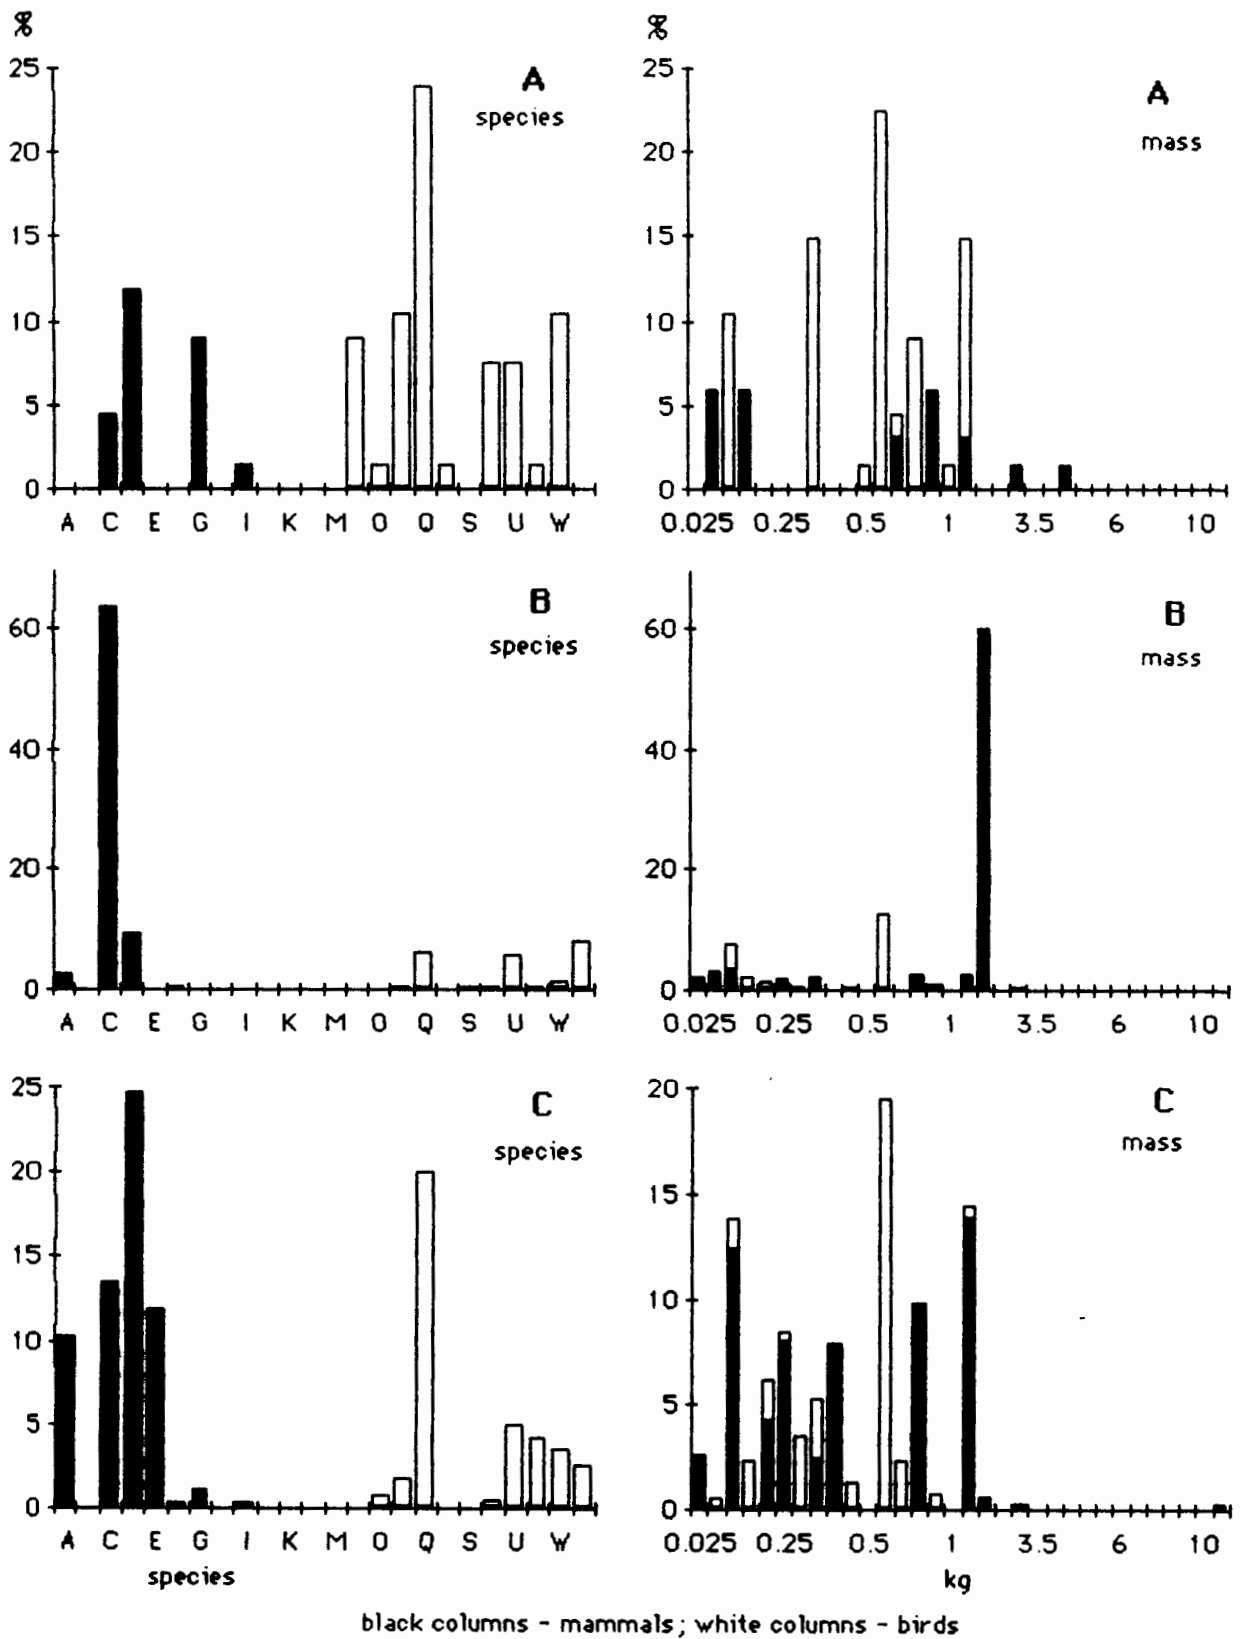 %
25
20
15
10
5
0
A
species
A C E G I K M O Q S U W
%
25
20
15
10
5
0
A
mass
0.025 0.25 0.5 1 3.5 6 10
60
40
20
0
B
species
A C E G I K M O Q S U W
60
40
20
0
B
mass
0.025 0.25 0.5 1 3.5 6 10
25
20
15
10
5
0
C
species
A C E G I K M O Q S U W
species
20
15
10
5
0
C
mass
0.025 0.25 0.5 1 3.5 6 10
kg
black columns - mammals; white columns - birds